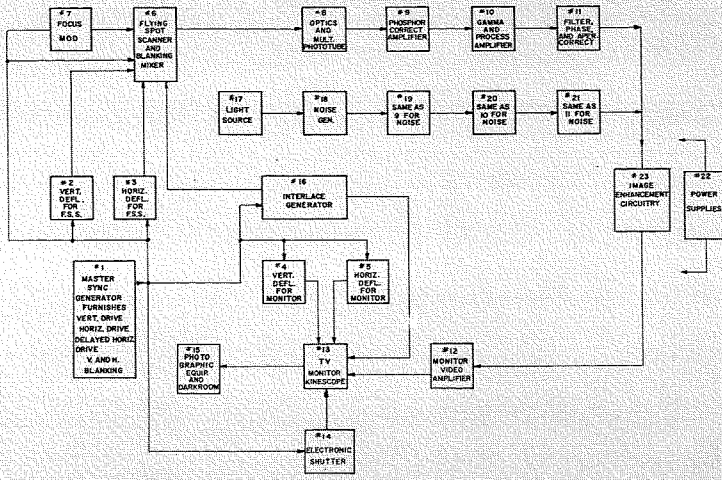 #7
FOCUS
MOD
#6
FLYING
SPOT
SCANNER
AND
BLANKING
MIXER
#8
OPTICS
AND
MULT.
PHOTOTUBE
#9
PHOSPHOR
CORRECT
AMPLIFIER
#10
GAMMA
AND
PROCESS
AMPLIFIER
#11
FILTER,
PHASE,
AND APER.
CORRECT
#17
LIGHT
SOURCE
#18
NOISE
GEN.
#19
SAME AS
9 FOR
NOISE
#20
SAME AS
10 FOR
NOISE
#21
SAME AS
11 FOR
NOISE
#2
VERT.
DEFL.
FOR
F.S.S.
#3
HORIZ.
DEFL.
FOR
F.S.S.
#16
INTERLACE
GENERATOR
#23
IMAGE
ENHANCEMENT
CIRCUITRY
#22
POWER
SUPPLIES
#1
MASTER
SYNC
GENERATOR
FURNISHES
VERT. DRIVE
HORIZ. DRIVE
DELAYED HORIZ.
DRIVE
V. AND H.
BLANKING
#4
VERT.
DEFL.
FOR
MONITOR
#5
HORIZ.
DEFL.
FOR
MONITOR
#15
PHOTO
GRAPHIC
EQUIP.
AND
DARKROOM
#13
TV
MONITOR
KINESCOPE
#12
MONITOR
VIDEO
AMPLIFIER
#14
ELECTRONIC
SHUTTER